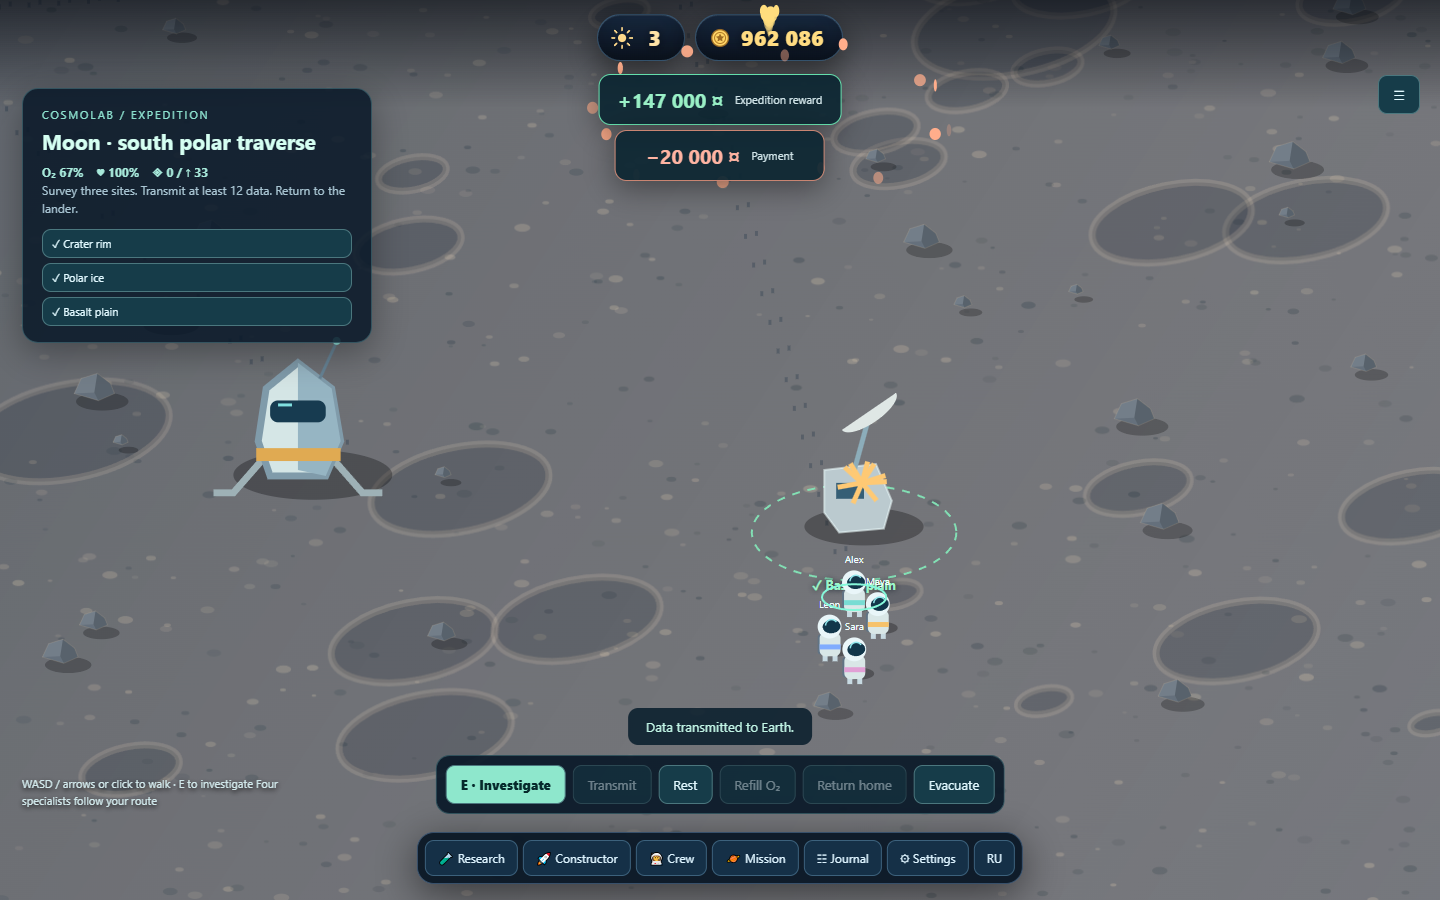 3
962 086
+147 000 ¤ Expedition reward
−20 000 ¤ Payment
☰
COSMOLAB / EXPEDITION
Moon · south polar traverse
O₂ 67% ♥ 100% ◈ 0 / ↑ 33
Survey three sites. Transmit at least 12 data. Return to the
lander.
✓ Crater rim
✓ Polar ice
✓ Basalt plain
Alex
Maya
✓ Basalt plain
Leon
Sara
Data transmitted to Earth.
E · Investigate
Transmit
Rest
Refill O₂
Return home
Evacuate
WASD / arrows or click to walk · E to investigate Four
specialists follow your route
Research
Constructor
Crew
Mission
Journal
Settings
RU